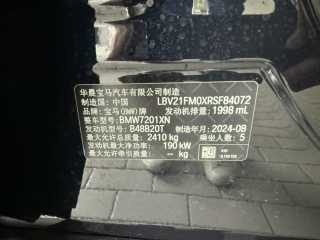 华晨宝马汽车有限公司制造
制造国: 中国 LBV21FM0XRSF84072
品牌: 宝马(BMW)牌 发动机排量: 1998 mL
整车型号: BMW7201XN
发动机型号: B48B20T 制造年月: 2024-08
最大允许总质量: 2410 kg 乘坐人数: 5
发动机最大净功率: 190 kW
最大允许牵引质量: -- kg